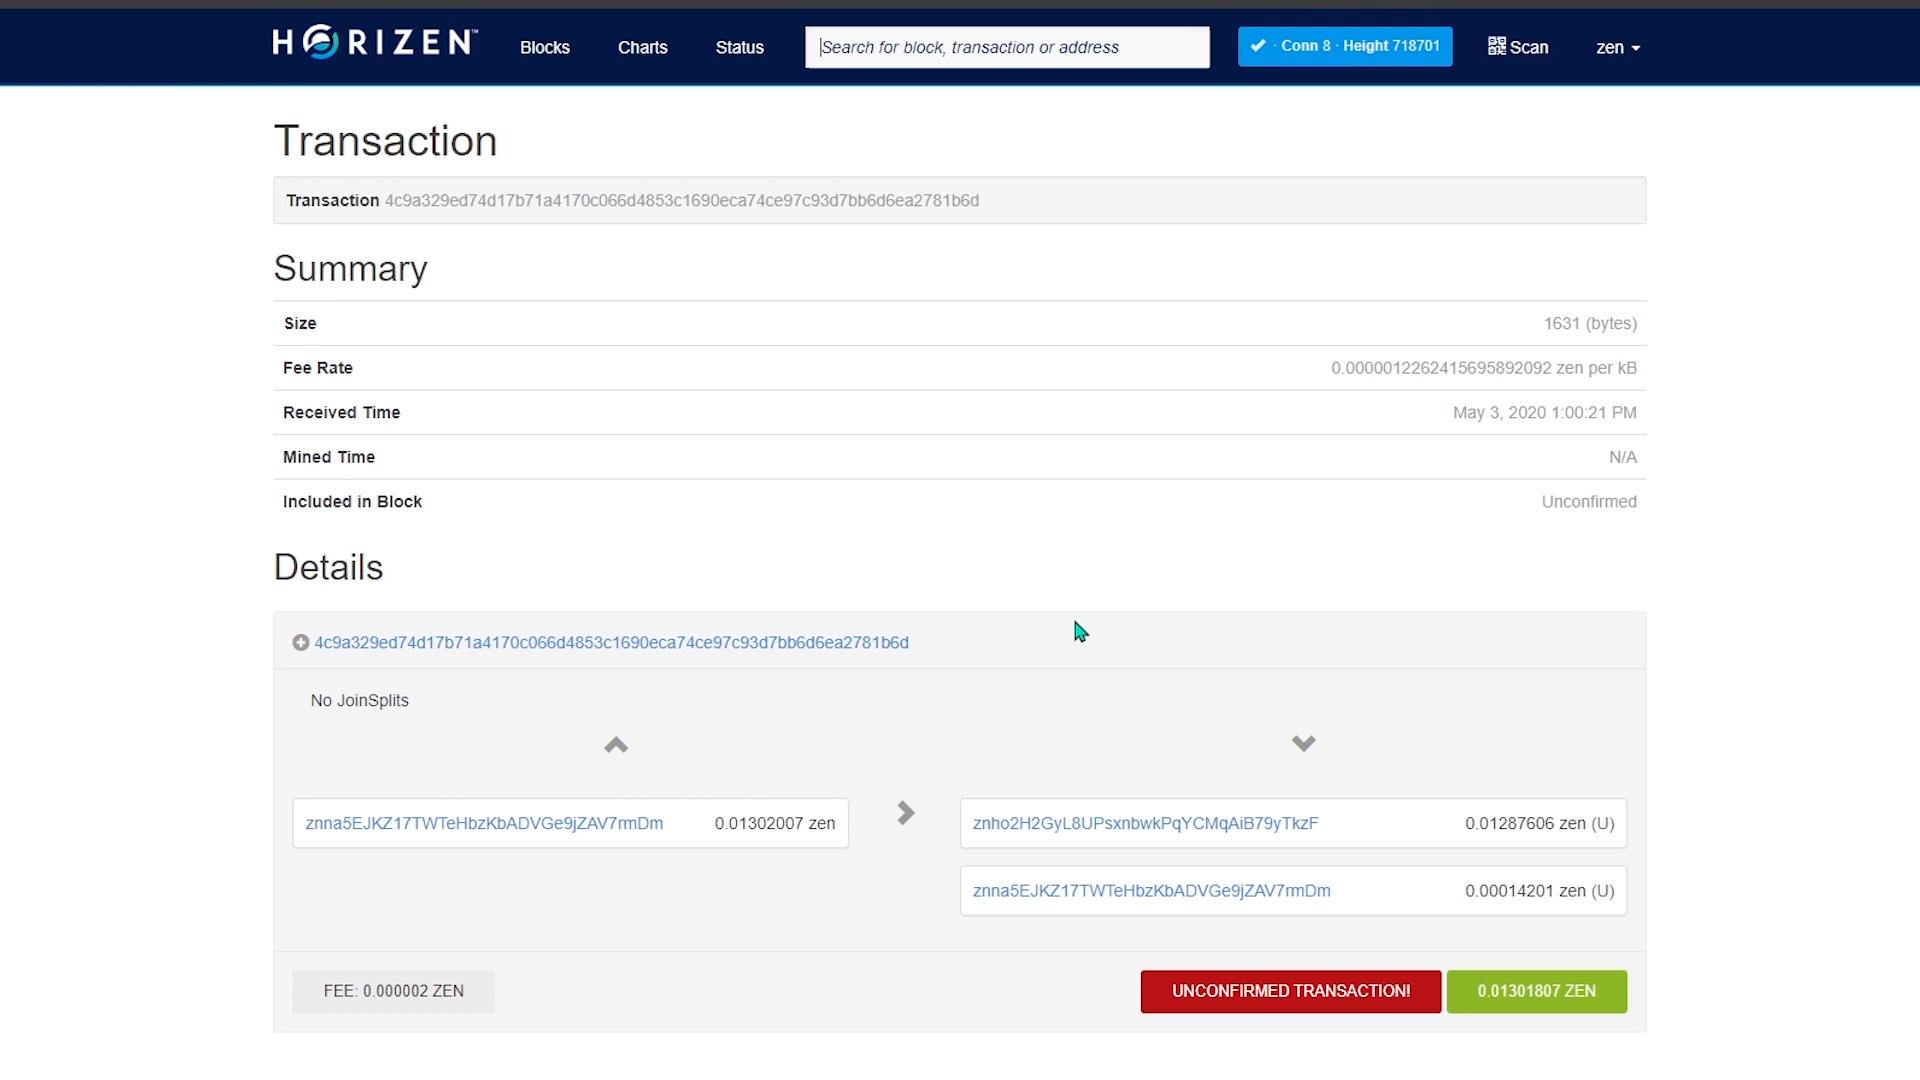 HORIZEN™ Blocks Charts Status Search for block, transaction or address · Conn 8 · Height 718701 Scan zen
Transaction
Transaction 4c9a329ed74d17b71a4170c066d4853c1690eca74ce97c93d7bb6d6ea2781b6d
Summary
Size 1631 (bytes)
Fee Rate 0.0000012262415695892092 zen per kB
Received Time May 3, 2020 1:00:21 PM
Mined Time N/A
Included in Block Unconfirmed
Details
4c9a329ed74d17b71a4170c066d4853c1690eca74ce97c93d7bb6d6ea2781b6d
No JoinSplits
znna5EJKZ17TWTeHbzKbADVGe9jZAV7rmDm 0.01302007 zen
znho2H2GyL8UPsxnbwkPqYCMqAiB79yTkzF 0.01287606 zen (U)
znna5EJKZ17TWTeHbzKbADVGe9jZAV7rmDm 0.00014201 zen (U)
FEE: 0.000002 ZEN UNCONFIRMED TRANSACTION! 0.01301807 ZEN